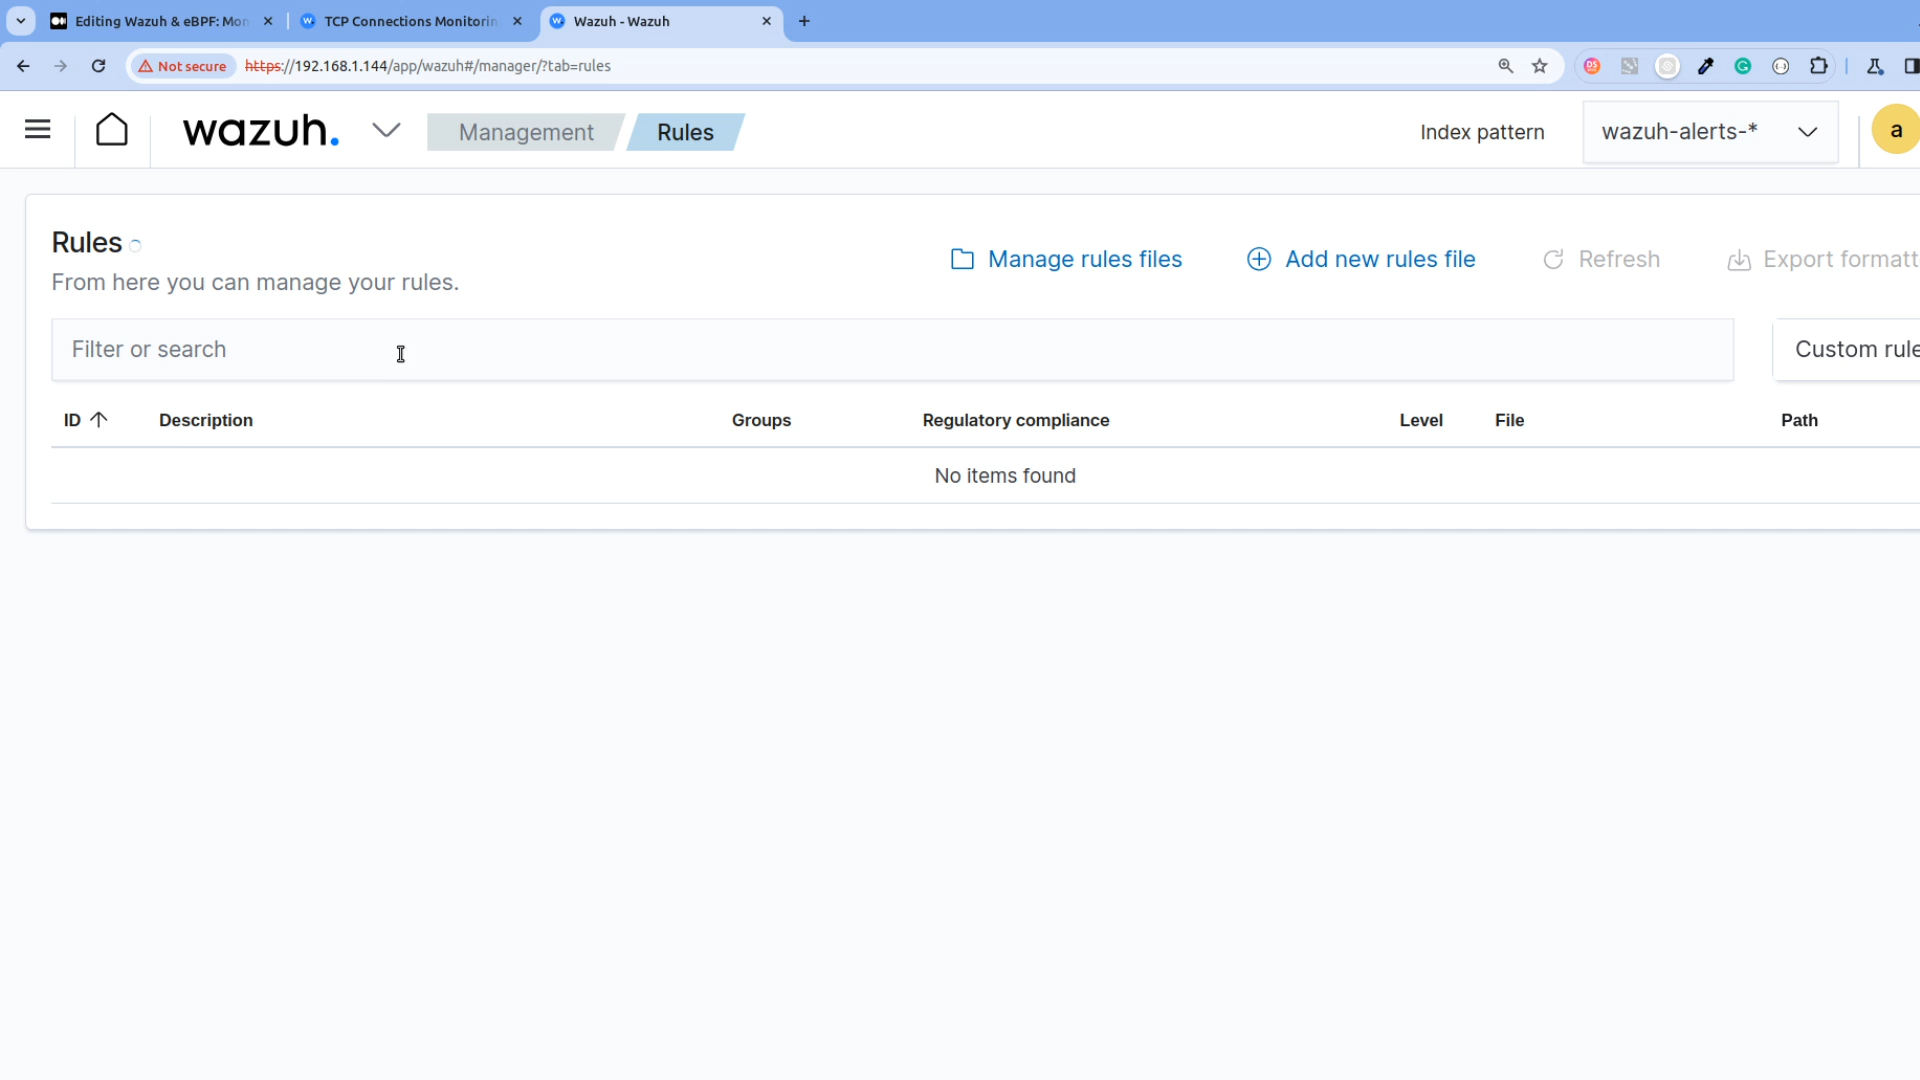 Editing Wazuh & eBPF: Mon
TCP Connections Monitorin
Wazuh - Wazuh
Not secure
https://192.168.1.144/app/wazuh#/manager/?tab=rules
wazuh.
Management
Rules
Index pattern
wazuh-alerts-*
a
Rules
From here you can manage your rules.
Manage rules files
Add new rules file
Refresh
Export formatt
Filter or search
Custom rule
ID
Description
Groups
Regulatory compliance
Level
File
Path
No items found